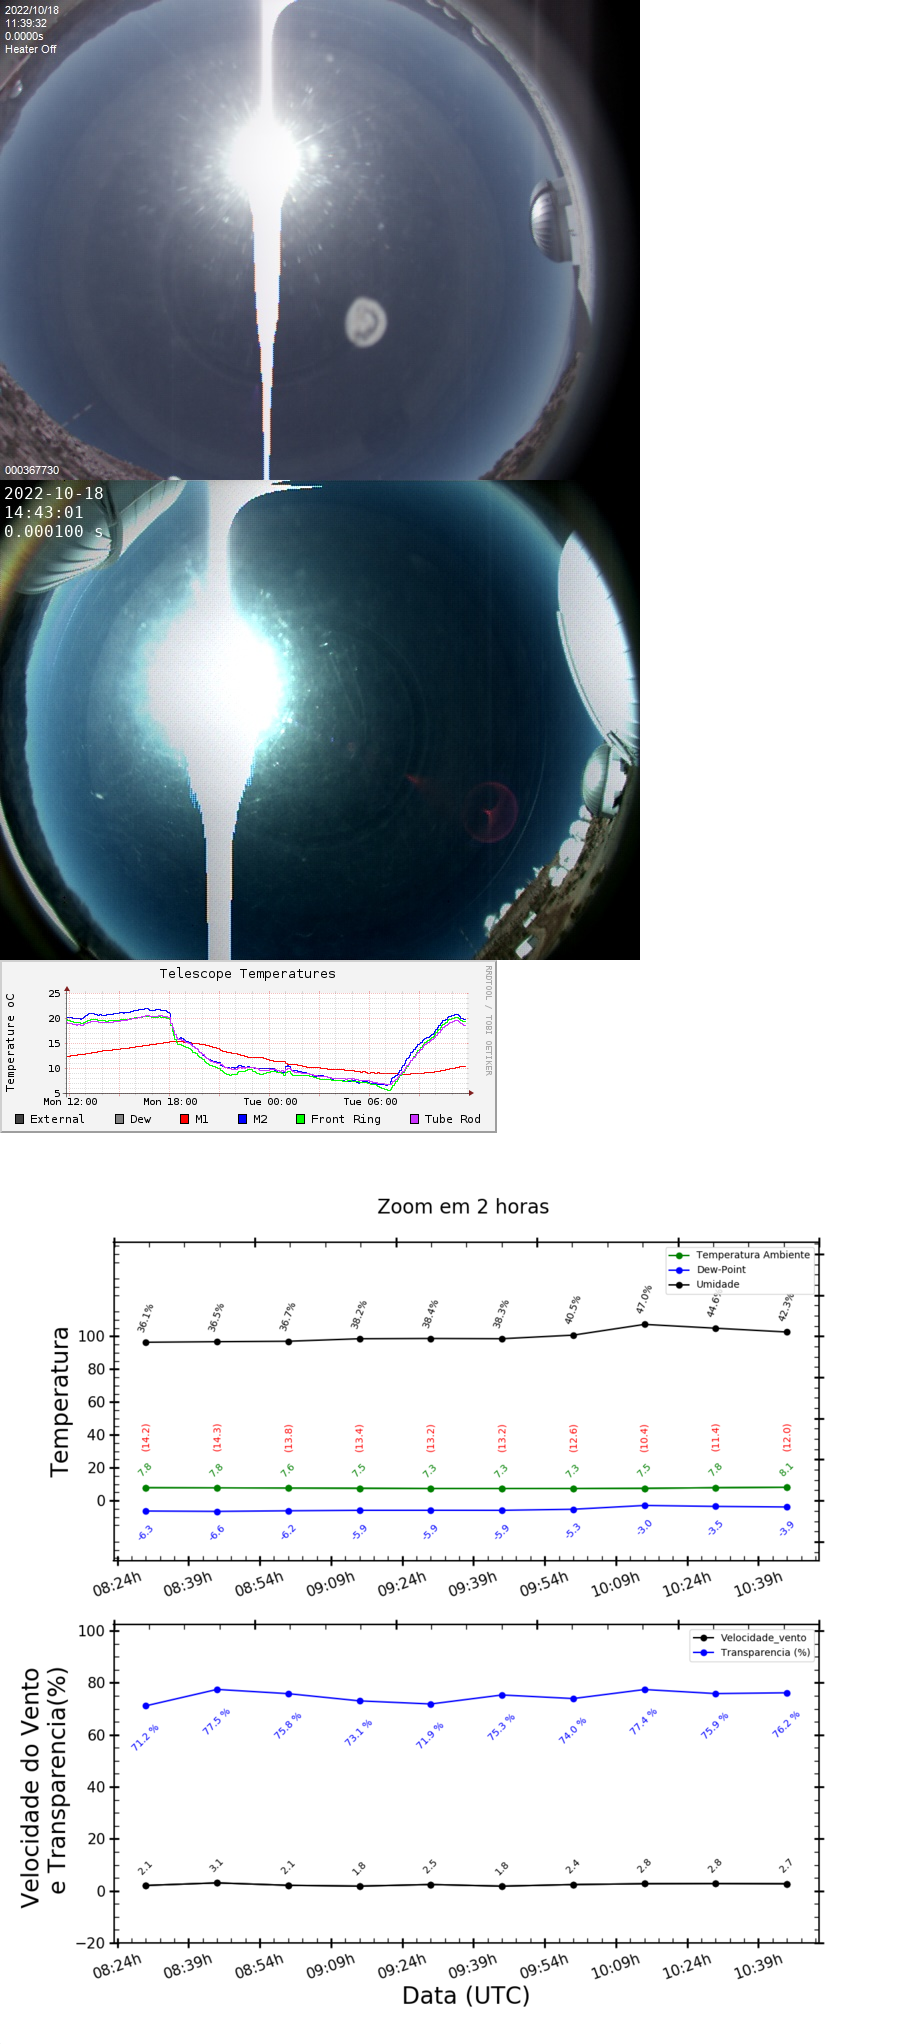 2022/10/18
11:39:32
0.0000s
Heater Off
000367730
2022-10-18
14:43:01
0.000100 s
Telescope Temperatures
RRDTOOL / TOBI OETIKER
Temperature oC
25
20
15
10
5
Mon 12:00 Mon 18:00 Tue 00:00 Tue 06:00
External Dew M1 M2 Front Ring Tube Rod
Zoom em 2 horas
Temperatura Ambiente
Dew-Point
Umidade
36.1% 36.5% 36.7% 38.2% 38.4% 38.3% 40.5% 47.0% 44.6% 42.3%
Temperatura
100
80
60
40
20
0
(14.2) (14.3) (13.8) (13.4) (13.2) (13.2) (12.6) (10.4) (11.4) (12.0)
7.8 7.8 7.6 7.5 7.3 7.3 7.3 7.5 7.8 8.1
-6.3 -6.6 -6.2 -5.9 -5.9 -5.9 -5.3 -3.0 -3.5 -3.9
08:24h 08:39h 08:54h 09:09h 09:24h 09:39h 09:54h 10:09h 10:24h 10:39h
Velocidade_vento
Transparencia (%)
Velocidade do Vento
e Transparencia(%)
100
80
60
40
20
0
−20
71.2 % 77.5 % 75.8 % 73.1 % 71.9 % 75.3 % 74.0 % 77.4 % 75.9 % 76.2 %
2.1 3.1 2.1 1.8 2.5 1.8 2.4 2.8 2.8 2.7
08:24h 08:39h 08:54h 09:09h 09:24h 09:39h 09:54h 10:09h 10:24h 10:39h
Data (UTC)